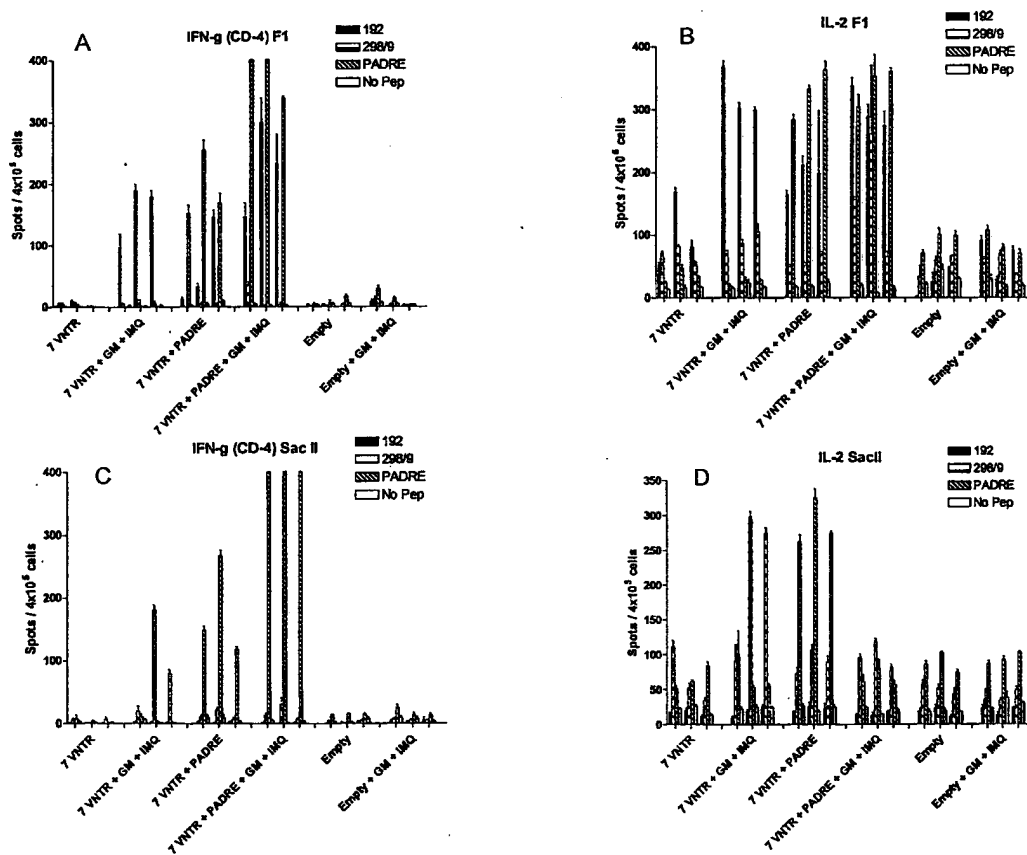 A
IFN-g (CD-4) F1
192
298/9
PADRE
No Pep
400
300
200
100
0
Spots / 4x10⁵ cells
7 VNTR
7 VNTR + GM + IMQ
7 VNTR + PADRE
7 VNTR + PADRE + GM + IMQ
Empty
Empty + GM + IMQ
B
IL-2 F1
192
298/9
PADRE
No Pep
400
300
200
100
0
Spots / 4x10⁵ cells
7 VNTR
7 VNTR + GM + IMQ
7 VNTR + PADRE
7 VNTR + PADRE + GM + IMQ
Empty
Empty + GM + IMQ
C
IFN-g (CD-4) Sac II
192
298/9
PADRE
No Pep
400
300
200
100
0
Spots / 4x10⁵ cells
7 VNTR
7 VNTR + GM + IMQ
7 VNTR + PADRE
7 VNTR + PADRE + GM + IMQ
Empty
Empty + GM + IMQ
D
IL-2 SacII
192
298/9
PADRE
No Pep
350
300
250
200
150
100
50
0
Spots / 4x10⁵ cells
7 VNTR
7 VNTR + GM + IMQ
7 VNTR + PADRE
7 VNTR + PADRE + GM + IMQ
Empty
Empty + GM + IMQ